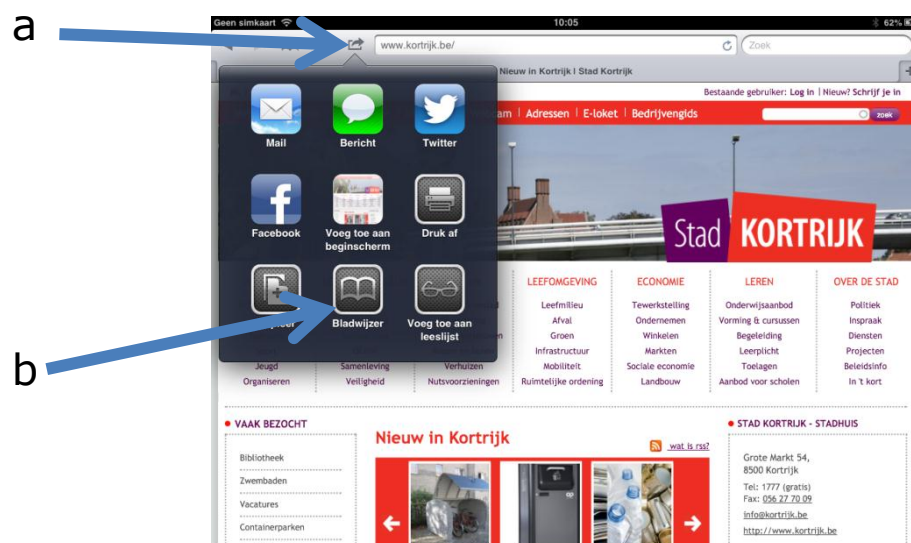 a
b
Geen simkaart
10:05
62%
www.kortrijk.be/
Zoek
Nieuw in Kortrijk | Stad Kortrijk
Bestaande gebruiker: Log in | Nieuw? Schrijf je in
Adressen | E-loket | Bedrijvengids
zoek
Mail
Bericht
Twitter
Facebook
Voeg toe aan
beginscherm
Druk af
Bladwijzer
Voeg toe aan
leeslijst
Stad KORTRIJK
Jeugd
Organiseren
Samenleving
Veiligheid
Verhuizen
Nutsvoorzieningen
LEEFOMGEVING
Leefmilieu
Afval
Groen
Infrastructuur
Mobiliteit
Ruimtelijke ordening
ECONOMIE
Tewerkstelling
Ondernemen
Winkelen
Markten
Sociale economie
Landbouw
LEREN
Onderwijsaanbod
Vorming & cursussen
Begeleiding
Leerplicht
Toelagen
Aanbod voor scholen
OVER DE STAD
Politiek
Inspraak
Diensten
Projecten
Beleidsinfo
In 't kort
VAAK BEZOCHT
Bibliotheek
Zwembaden
Vacatures
Containerparken
Nieuw in Kortrijk
wat is rss?
STAD KORTRIJK - STADHUIS
Grote Markt 54,
8500 Kortrijk
Tel: 1777 (gratis)
Fax: 056 27 70 09
info@kortrijk.be
http://www.kortrijk.be